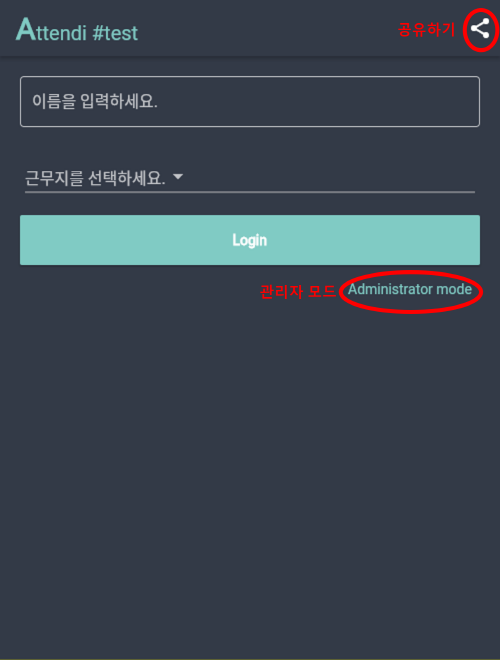 Attendi #test
공유하기
이름을 입력하세요.
근무지를 선택하세요.
Login
관리자 모드
Administrator mode